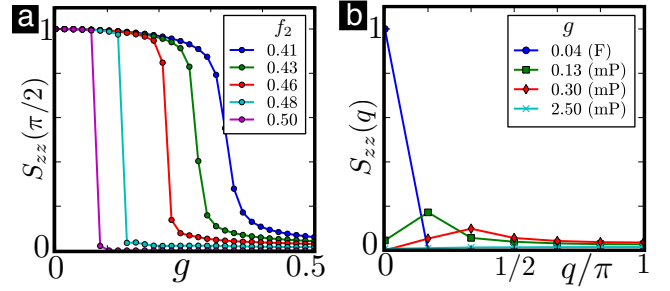 a
1
0
S_{zz}(π/2)
0
g
0.5
f_2
0.41
0.43
0.46
0.48
0.50
b
1
0
S_{zz}(q)
0
1/2
q/π
1
g
0.04 (F)
0.13 (mP)
0.30 (mP)
2.50 (mP)